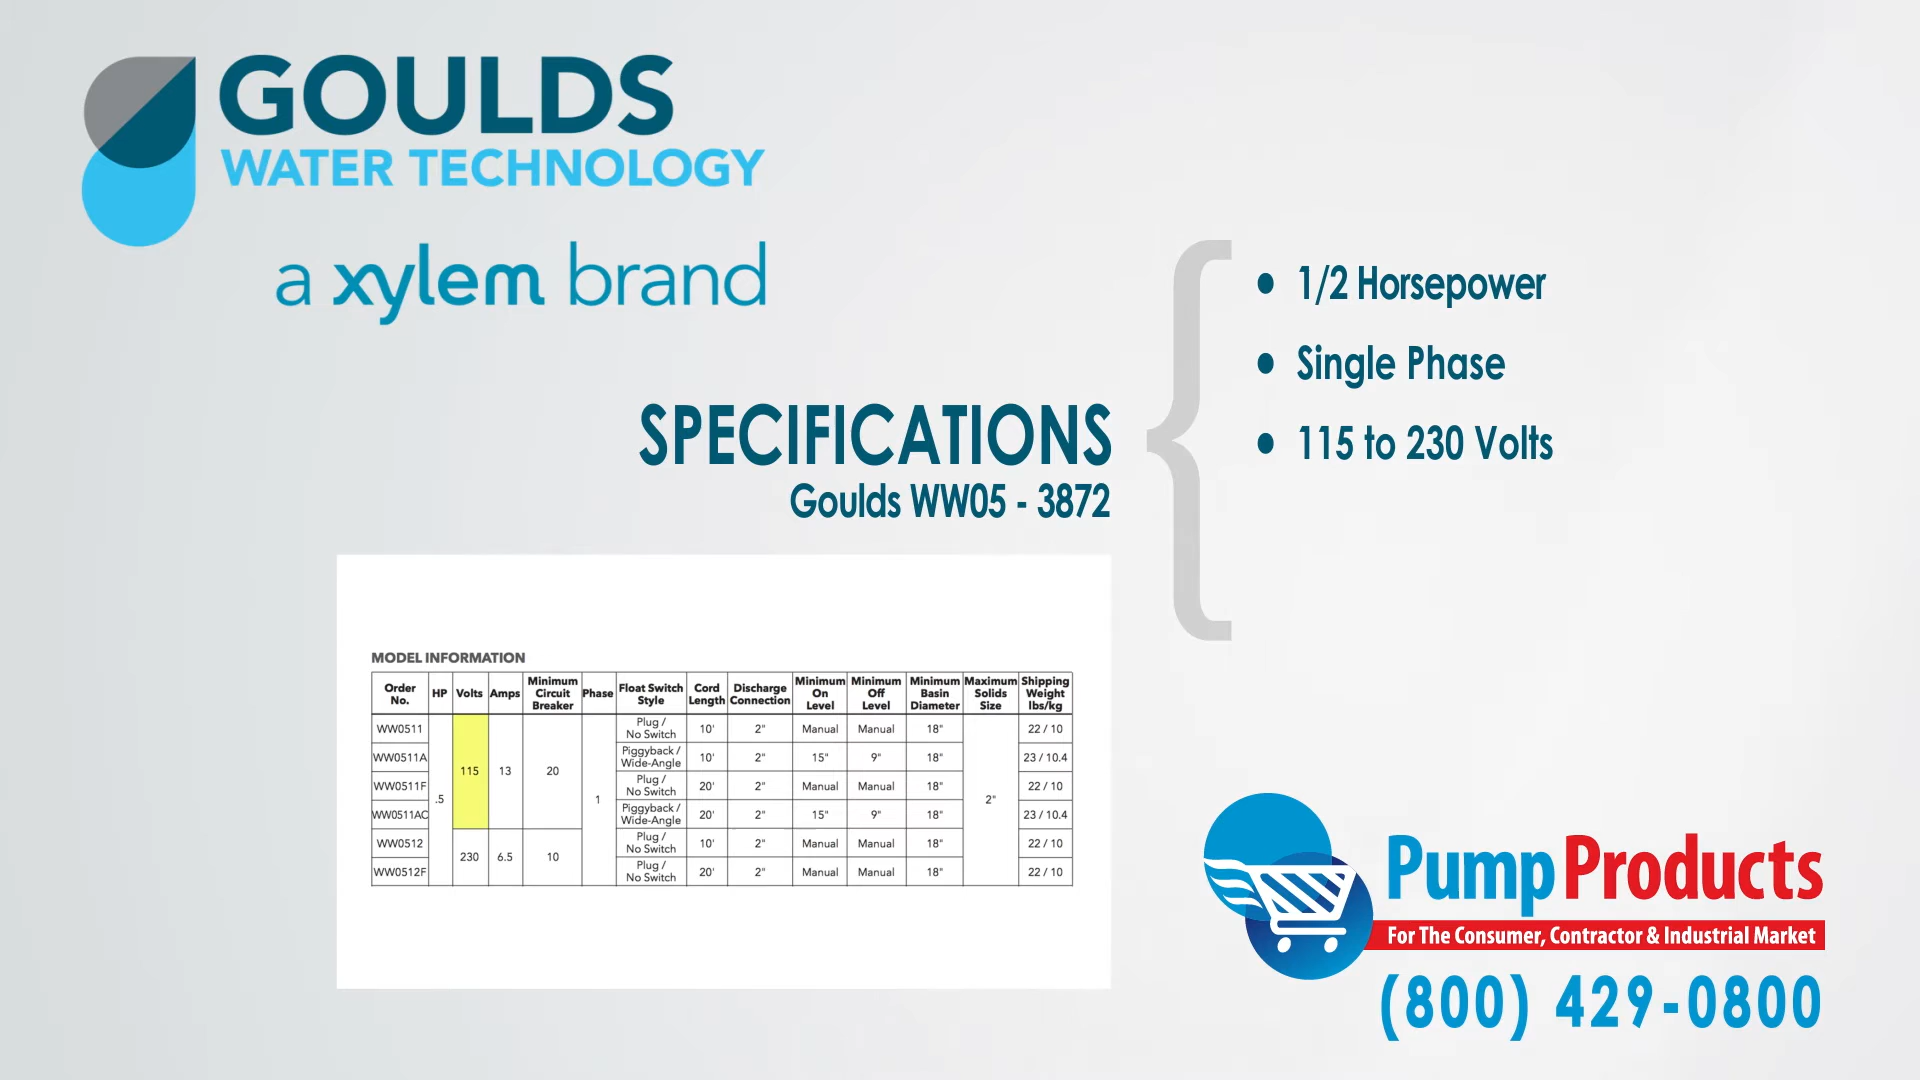 GOULDS
WATER TECHNOLOGY
a xylem brand
• 1/2 Horsepower
• Single Phase
• 115 to 230 Volts
SPECIFICATIONS
Goulds WW05 - 3872
MODEL INFORMATION
Order No. HP Volts Amps Minimum Circuit Breaker Phase Float Switch Style Cord Length Discharge Connection Minimum On Level Minimum Off Level Minimum Basin Diameter Maximum Solids Size Shipping Weight lbs/kg
WW0511 .5 115 13 20 1 Plug / No Switch 10' 2" Manual Manual 18" 2" 22 / 10
WW0511A Piggyback / Wide-Angle 10' 2" 15" 9" 18" 23 / 10.4
WW0511F Plug / No Switch 20' 2" Manual Manual 18" 22 / 10
WW0511AC Piggyback / Wide-Angle 20' 2" 15" 9" 18" 23 / 10.4
WW0512 230 6.5 10 Plug / No Switch 10' 2" Manual Manual 18" 22 / 10
WW0512F Plug / No Switch 20' 2" Manual Manual 18" 22 / 10
Pump Products
For The Consumer, Contractor & Industrial Market
(800) 429-0800